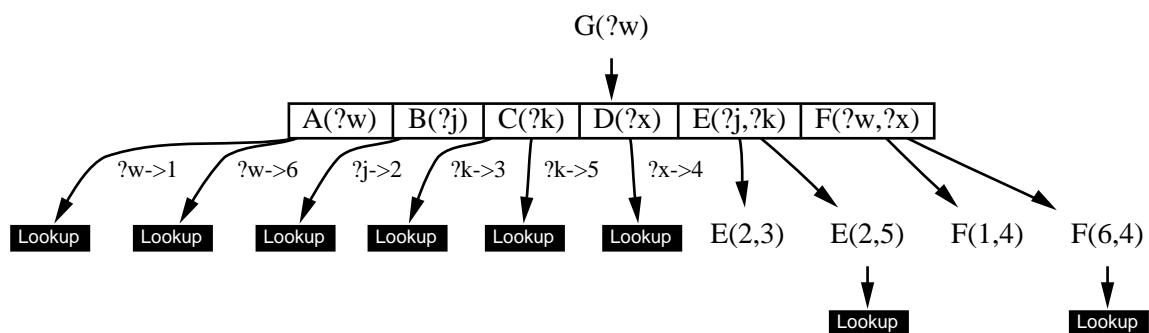 G(?w)
A(?w) B(?j) C(?k) D(?x) E(?j,?k) F(?w,?x)
?w->1 ?w->6 ?j->2 ?k->3 ?k->5 ?x->4
Lookup Lookup Lookup Lookup Lookup Lookup E(2,3) E(2,5) F(1,4) F(6,4)
Lookup Lookup